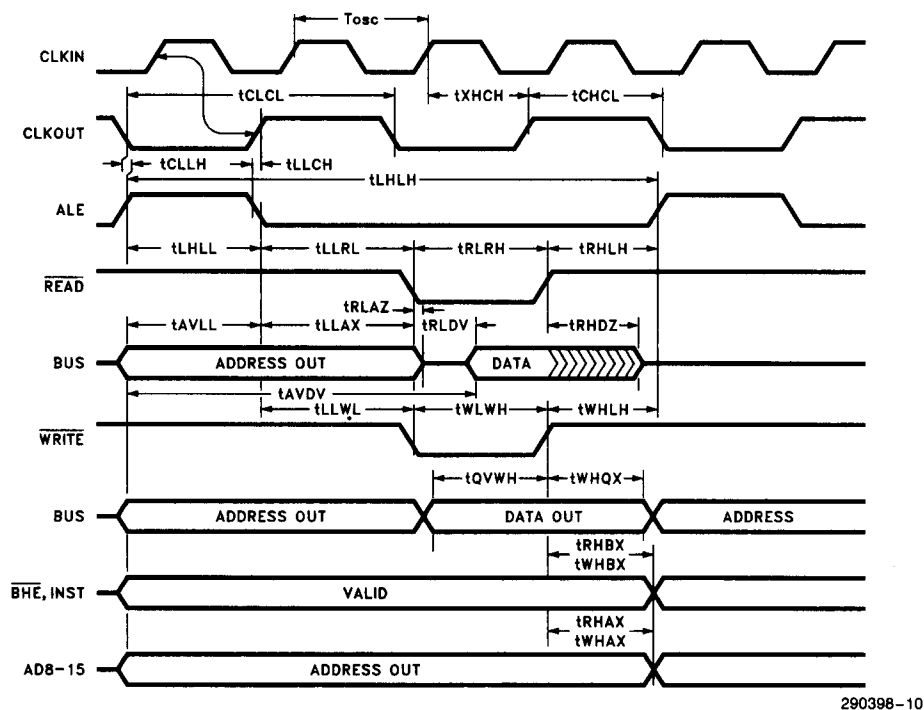 Tosc
CLKIN
tCLCL tXHCH tCHCL
CLKOUT
tCLLH tLLCH
tLHLH
ALE
tLHLL tLLRL tRLRH tRHLH
READ
tRLAZ
tAVLL tLLAX tRLDV tRHDZ
BUS ADDRESS OUT DATA
tAVDV
tLLWL tWLWH tWHLH
WRITE
tQVWH tWHQX
BUS ADDRESS OUT DATA OUT ADDRESS
tRHBX
tWHBX
BHE, INST VALID
tRHAX
tWHAX
AD8-15 ADDRESS OUT
290398-10